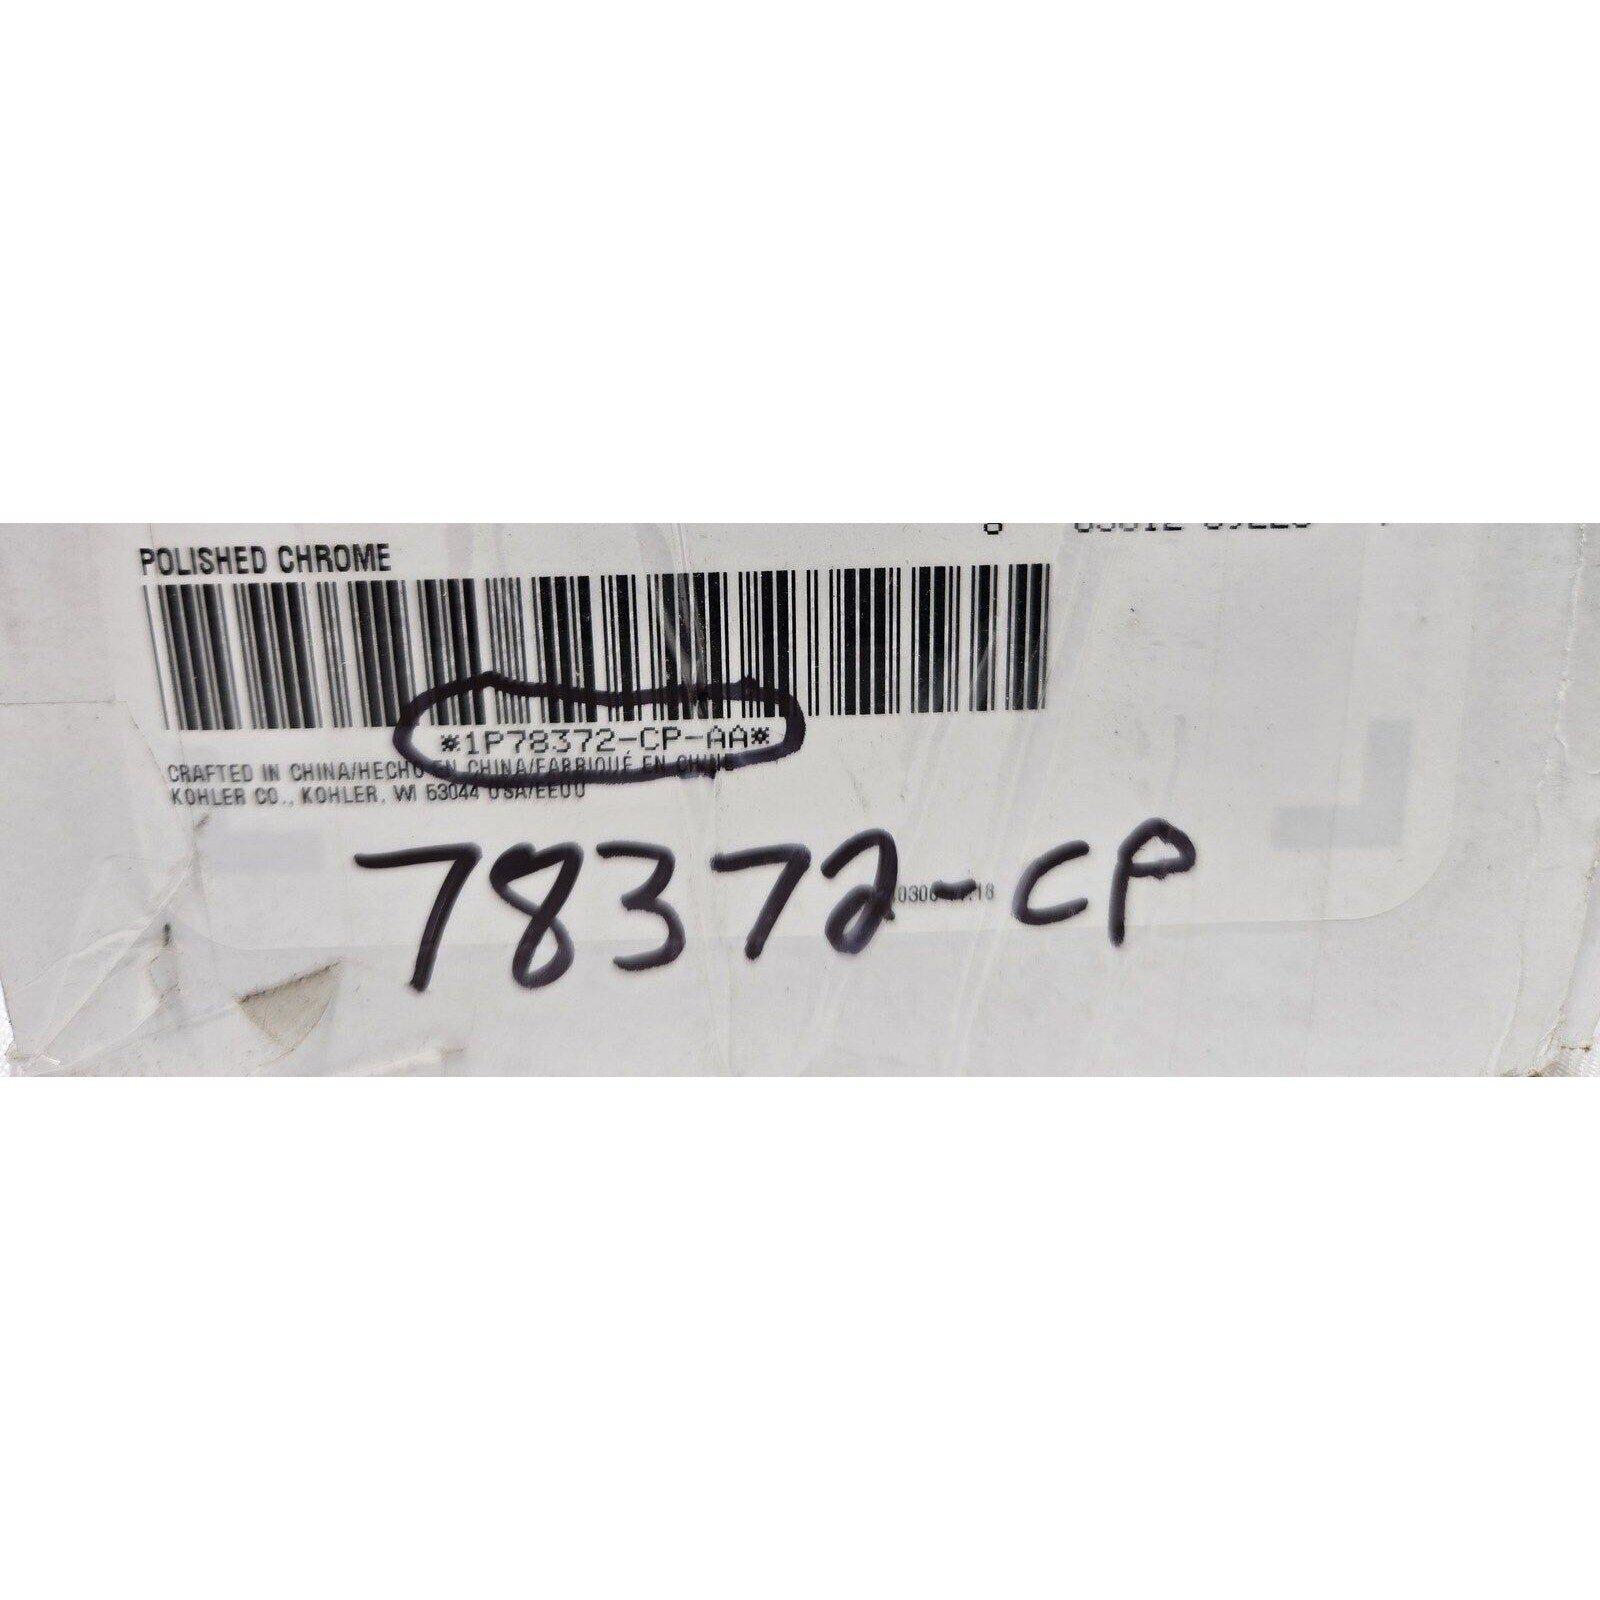 POLISHED CHROME
*1P78372-CP-AA*
CRAFTED IN CHINA/HECHO EN CHINA/FABRIQUÉ EN CHINE
KOHLER CO., KOHLER, WI 53044 USA/EEUU
78372-CP